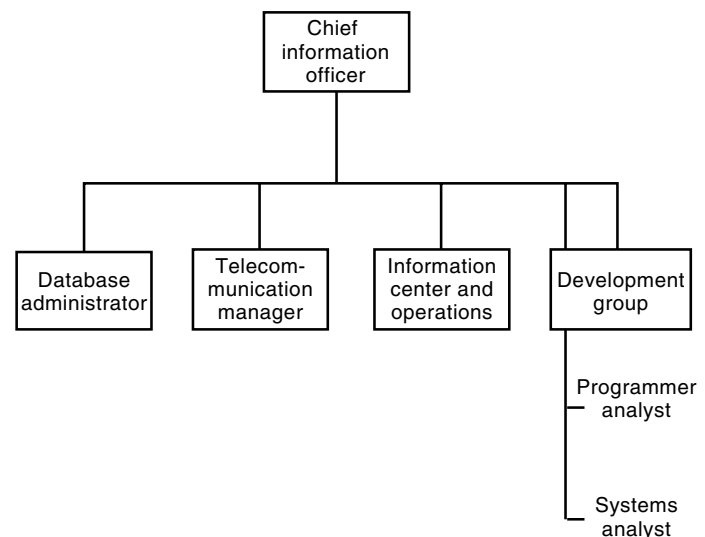 Chief
information
officer
Database
administrator
Telecom-
munication
manager
Information
center and
operations
Development
group
Programmer
analyst
Systems
analyst